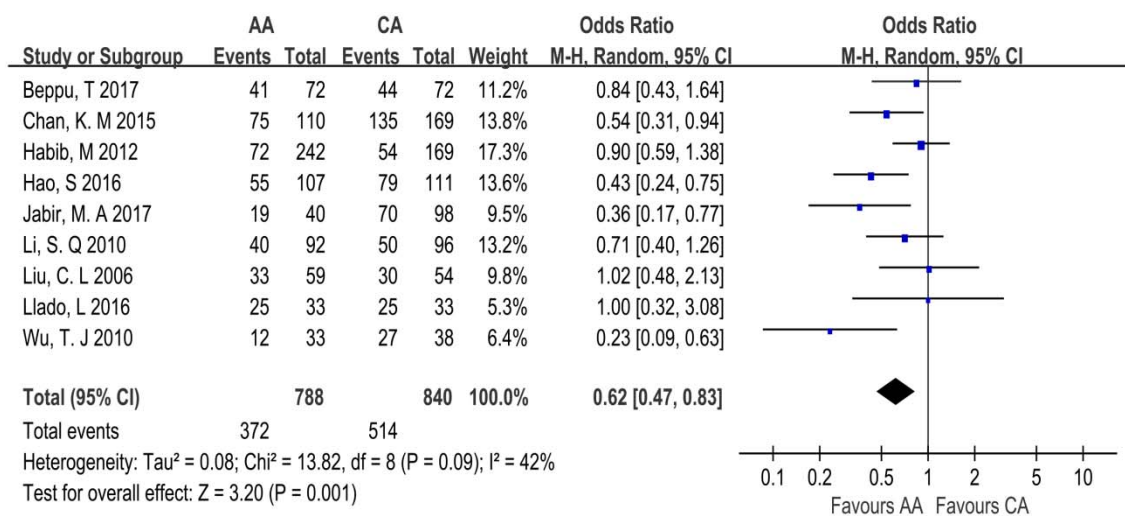 AA CA Odds Ratio Odds Ratio
Study or Subgroup Events Total Events Total Weight M-H, Random, 95% CI M-H, Random, 95% CI
Beppu, T 2017 41 72 44 72 11.2% 0.84 [0.43, 1.64]
Chan, K. M 2015 75 110 135 169 13.8% 0.54 [0.31, 0.94]
Habib, M 2012 72 242 54 169 17.3% 0.90 [0.59, 1.38]
Hao, S 2016 55 107 79 111 13.6% 0.43 [0.24, 0.75]
Jabir, M. A 2017 19 40 70 98 9.5% 0.36 [0.17, 0.77]
Li, S. Q 2010 40 92 50 96 13.2% 0.71 [0.40, 1.26]
Liu, C. L 2006 33 59 30 54 9.8% 1.02 [0.48, 2.13]
Llado, L 2016 25 33 25 33 5.3% 1.00 [0.32, 3.08]
Wu, T. J 2010 12 33 27 38 6.4% 0.23 [0.09, 0.63]
Total (95% CI) 788 840 100.0% 0.62 [0.47, 0.83]
Total events 372 514
Heterogeneity: Tau² = 0.08; Chi² = 13.82, df = 8 (P = 0.09); I² = 42%
Test for overall effect: Z = 3.20 (P = 0.001)
0.1 0.2 0.5 1 2 5 10
Favours AA Favours CA